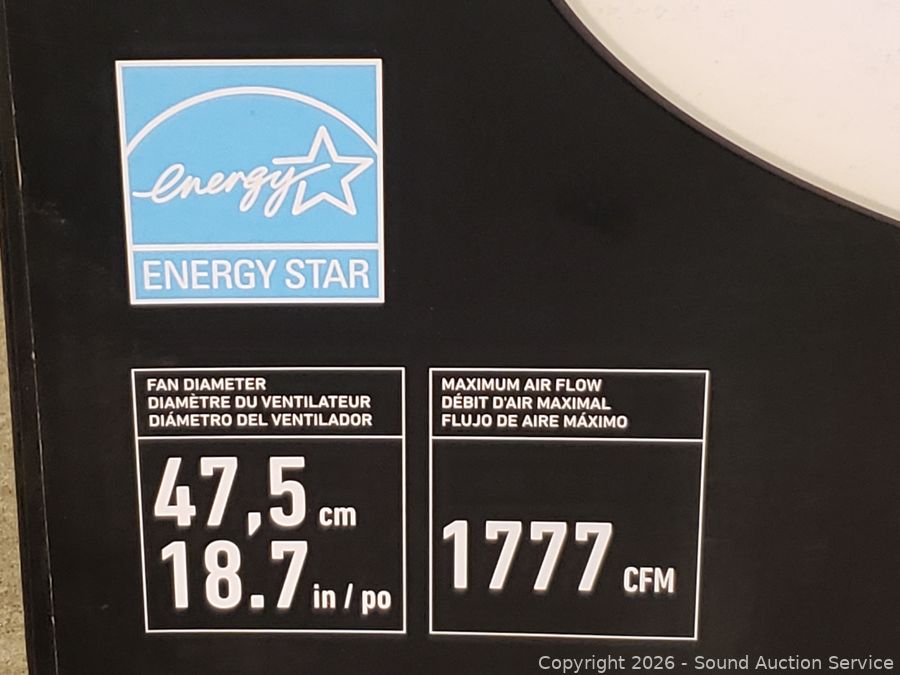 energy
ENERGY STAR
FAN DIAMETER
DIAMÈTRE DU VENTILATEUR
DIÁMETRO DEL VENTILADOR
47,5 cm
18.7 in / po
MAXIMUM AIR FLOW
DÉBIT D'AIR MAXIMAL
FLUJO DE AIRE MÁXIMO
1777 CFM
Copyright 2026 - Sound Auction Service